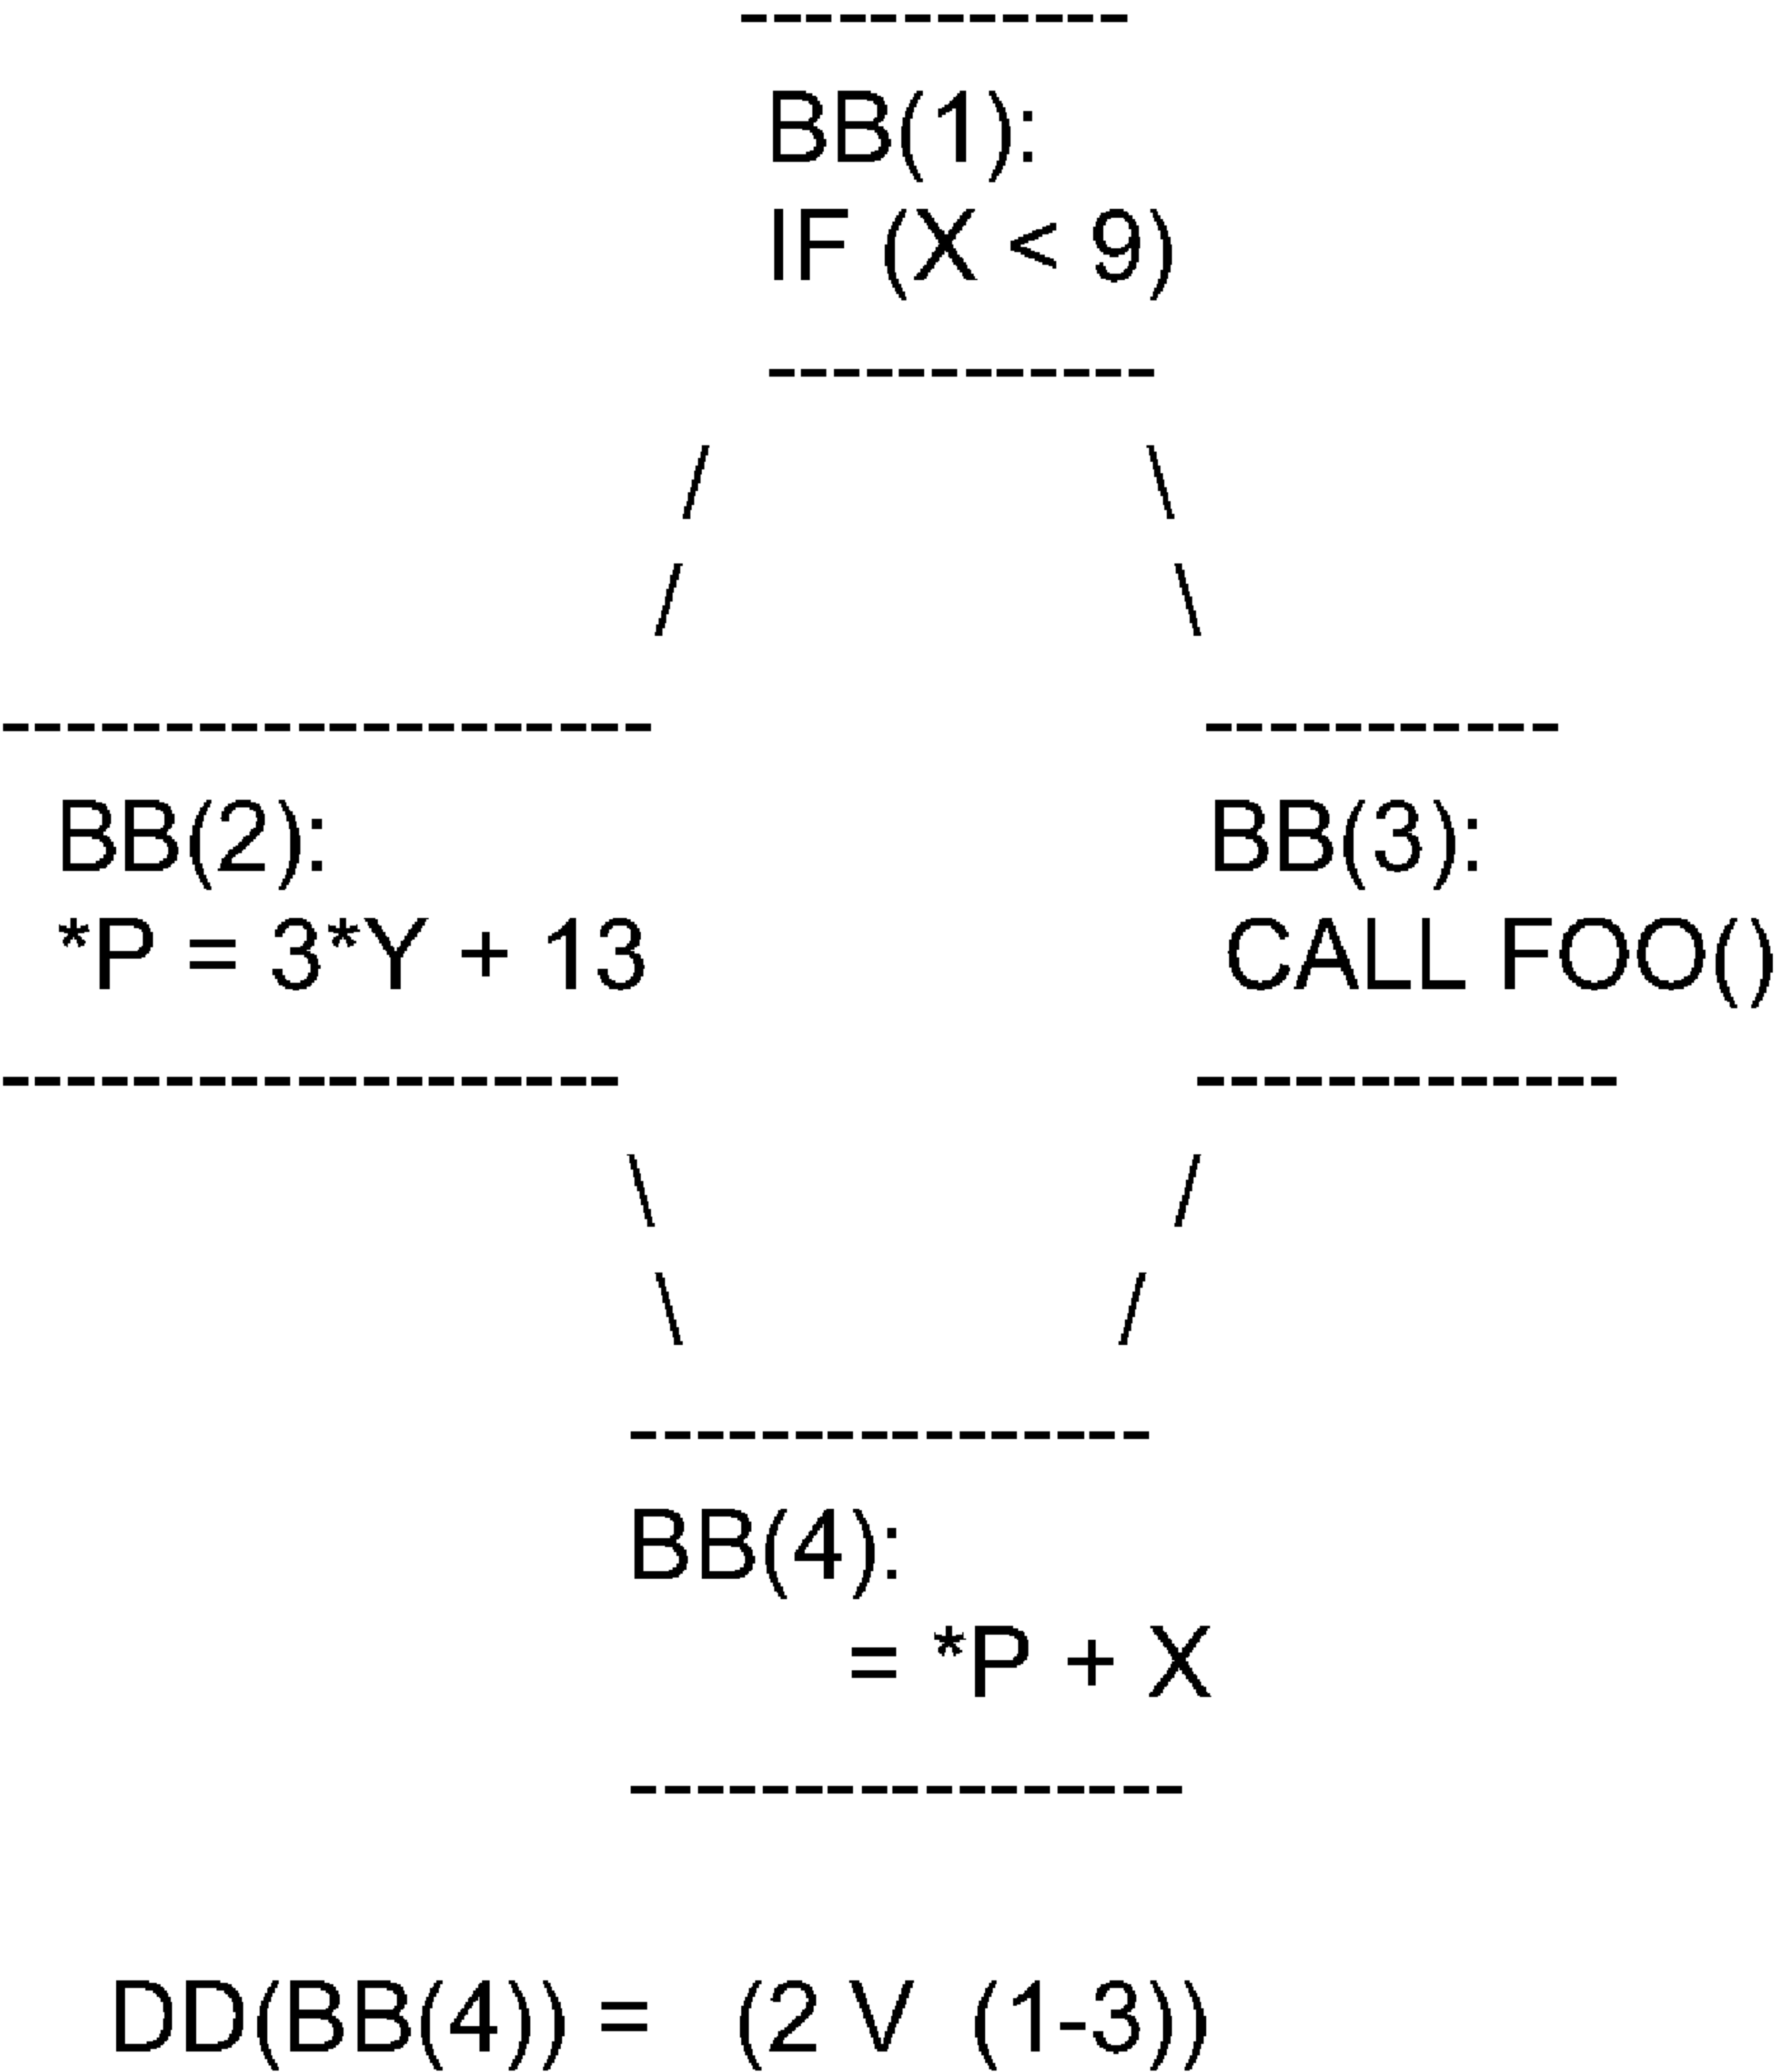 ------------
BB(1):
IF (X < 9)
------------
/ \
/ \
-------------------- -----------
BB(2): BB(3):
*P = 3*Y + 13 CALL FOO()
------------------- -------------
\ /
\ /
----------------
BB(4):
= *P + X
-----------------
DD(BB(4)) = (2 V (1-3))